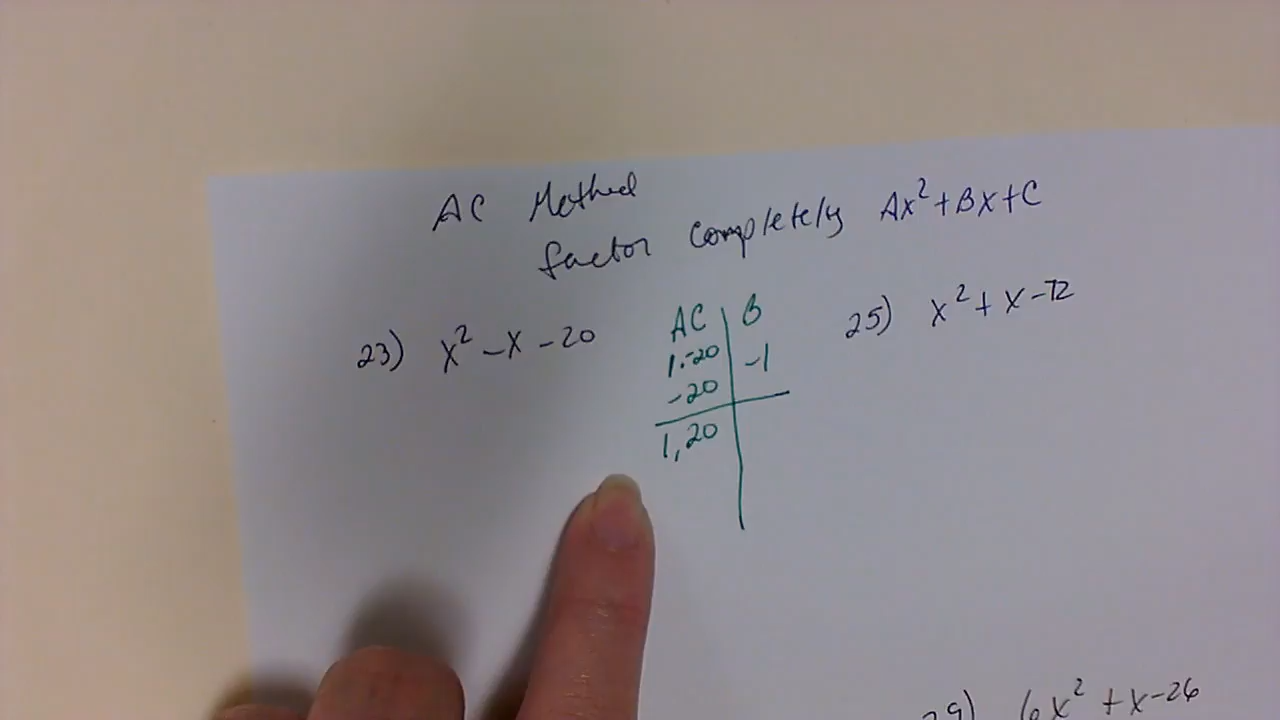 AC Method
factor completely Ax²+Bx+C
23) x² -x -20
AC | B
1·-20 | -1
-20
1, 20
25) x² + x -72
29) 6x² + x -26